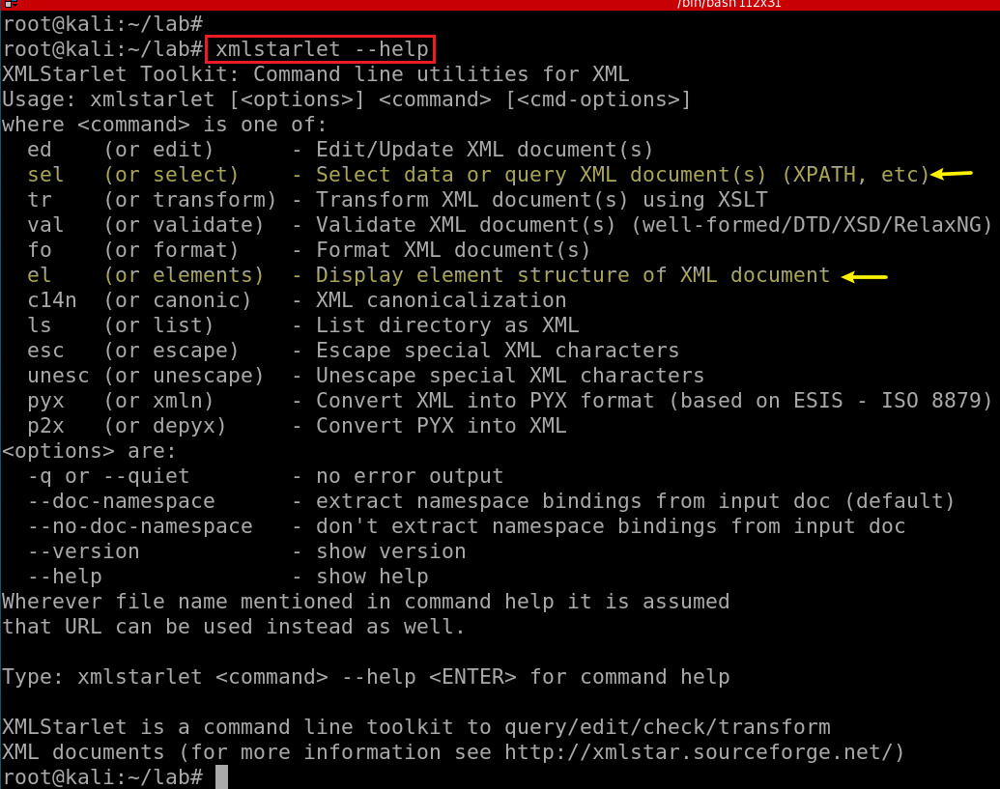 /bin/bash 112x31
root@kali:~/lab#
root@kali:~/lab# xmlstarlet --help
XMLStarlet Toolkit: Command line utilities for XML
Usage: xmlstarlet [<options>] <command> [<cmd-options>]
where <command> is one of:
  ed    (or edit)      - Edit/Update XML document(s)
  sel   (or select)    - Select data or query XML document(s) (XPATH, etc)
  tr    (or transform) - Transform XML document(s) using XSLT
  val   (or validate)  - Validate XML document(s) (well-formed/DTD/XSD/RelaxNG)
  fo    (or format)    - Format XML document(s)
  el    (or elements)  - Display element structure of XML document
  c14n  (or canonic)   - XML canonicalization
  ls    (or list)      - List directory as XML
  esc   (or escape)    - Escape special XML characters
  unesc (or unescape)  - Unescape special XML characters
  pyx   (or xmln)      - Convert XML into PYX format (based on ESIS - ISO 8879)
  p2x   (or depyx)     - Convert PYX into XML
<options> are:
  -q or --quiet        - no error output
  --doc-namespace      - extract namespace bindings from input doc (default)
  --no-doc-namespace   - don't extract namespace bindings from input doc
  --version            - show version
  --help               - show help
Wherever file name mentioned in command help it is assumed
that URL can be used instead as well.

Type: xmlstarlet <command> --help <ENTER> for command help

XMLStarlet is a command line toolkit to query/edit/check/transform
XML documents (for more information see http://xmlstar.sourceforge.net/)
root@kali:~/lab#